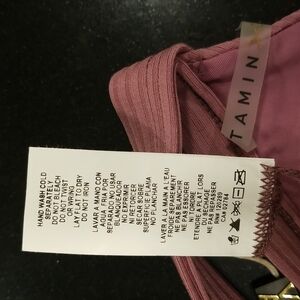 TAMIN
HAND WASH COLD
SEPARATELY
DO NOT BLEACH
DO NOT TWIST
OR WRING
LAY FLAT TO DRY
DO NOT IRON
LAVAR A MANO CON
AGUA FRIA POR
SEPARADO NO USAR
BLANQUEADOR
NO EXPRIMIR
NI RETORCER
SECAR SOBRE
SUPERFICIE PLANA
NO PLANCHAR
LAVER A LA MAIN A L'EAU
FROIDE SEPAREMENT
NE PAS BLANCHIR
NE PAS TORDRE
ETENDRE A PLAT LORS
DU SECHAGE
NE PAS REPASSER